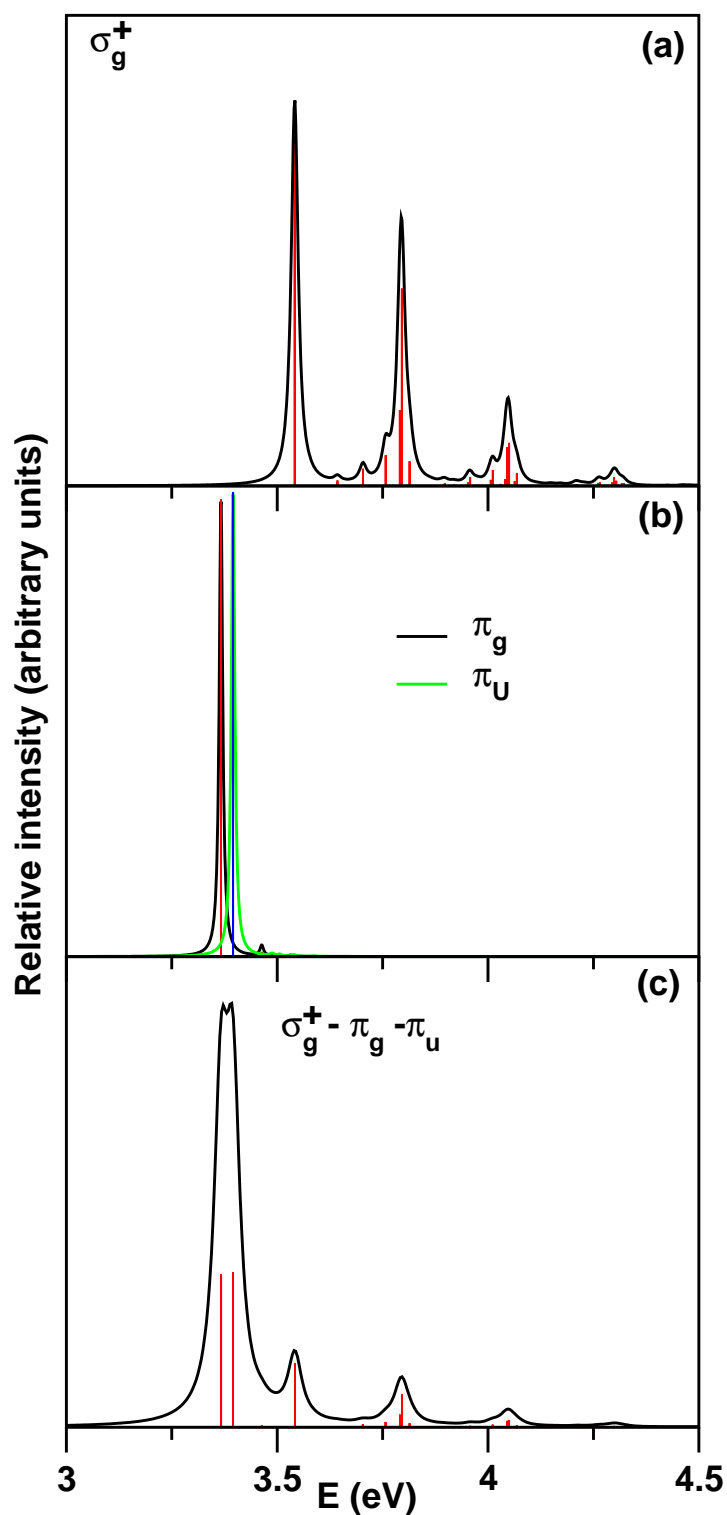 σg+
(a)
Relative intensity (arbitrary units)
(b)
πg
πU
(c)
σg+ - πg -πu
3 3.5 4 4.5
E (eV)